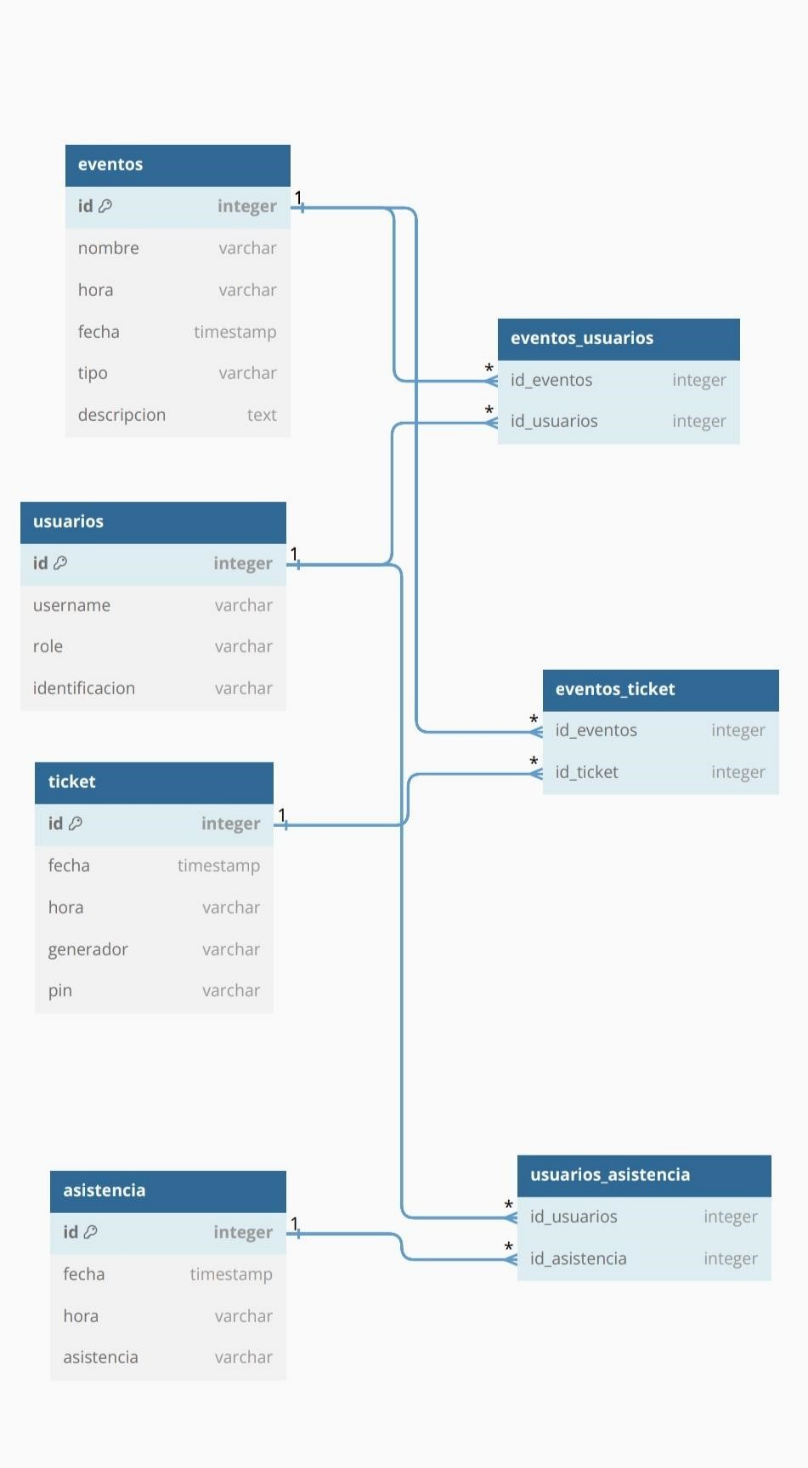 eventos
id integer
nombre varchar
hora varchar
fecha timestamp
tipo varchar
descripcion text
1
eventos_usuarios
* id_eventos integer
* id_usuarios integer
usuarios
id integer
username varchar
role varchar
identificacion varchar
1
eventos_ticket
* id_eventos integer
* id_ticket integer
ticket
id integer
fecha timestamp
hora varchar
generador varchar
pin varchar
1
usuarios_asistencia
* id_usuarios integer
* id_asistencia integer
asistencia
id integer
fecha timestamp
hora varchar
asistencia varchar
1